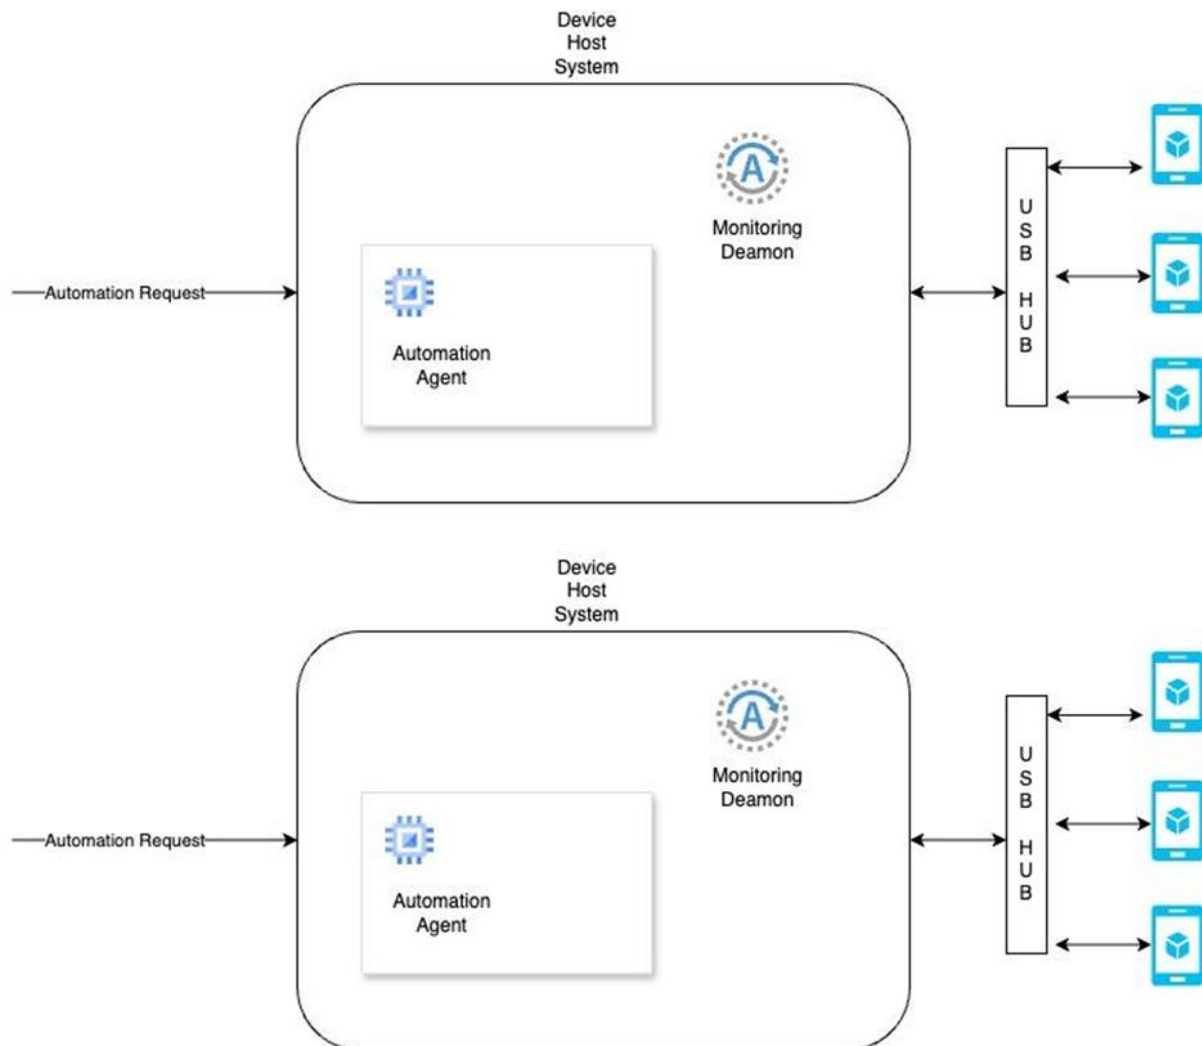 Device
Host
System
A
Monitoring
Deamon
Automation Request
Automation
Agent
U
S
B
H
U
B
Device
Host
System
A
Monitoring
Deamon
Automation Request
Automation
Agent
U
S
B
H
U
B